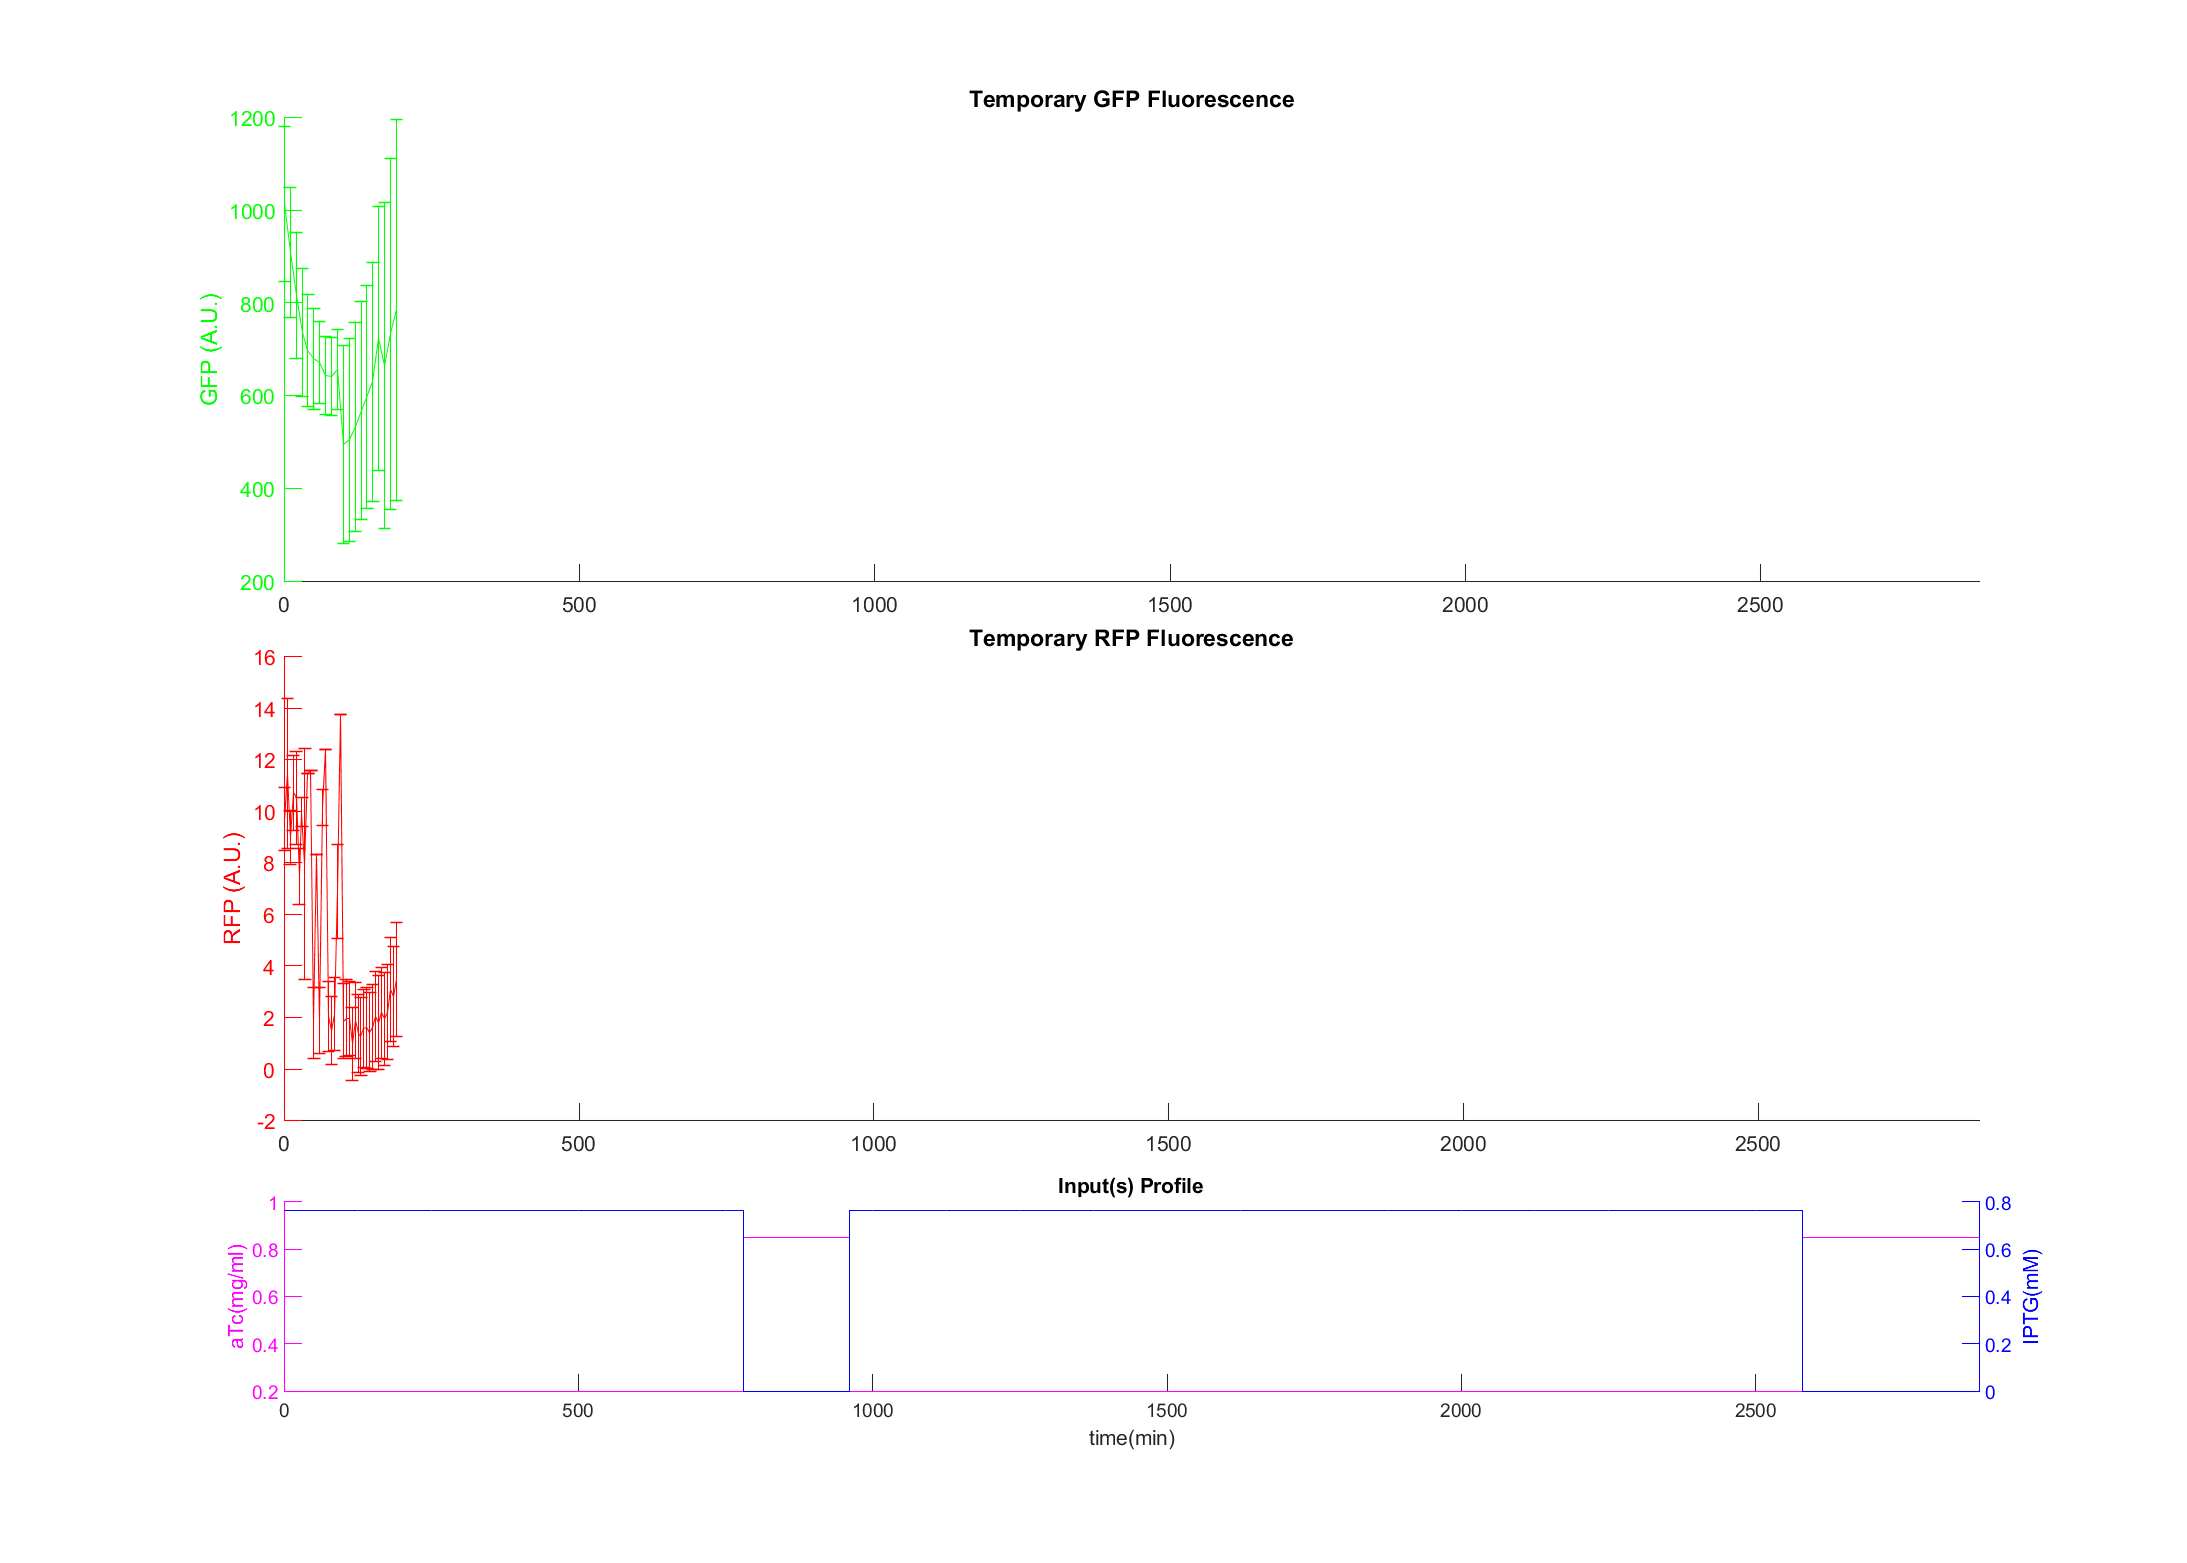 Temporary GFP Fluorescence
1200
1000
800
600
400
200
GFP (A.U.)
0 500 1000 1500 2000 2500
Temporary RFP Fluorescence
16
14
12
10
8
6
4
2
0
-2
RFP (A.U.)
0 500 1000 1500 2000 2500
Input(s) Profile
1
0.8
0.6
0.4
0.2
aTc(mg/ml)
0.8
0.6
0.4
0.2
0
IPTG(mM)
0 500 1000 1500 2000 2500
time(min)